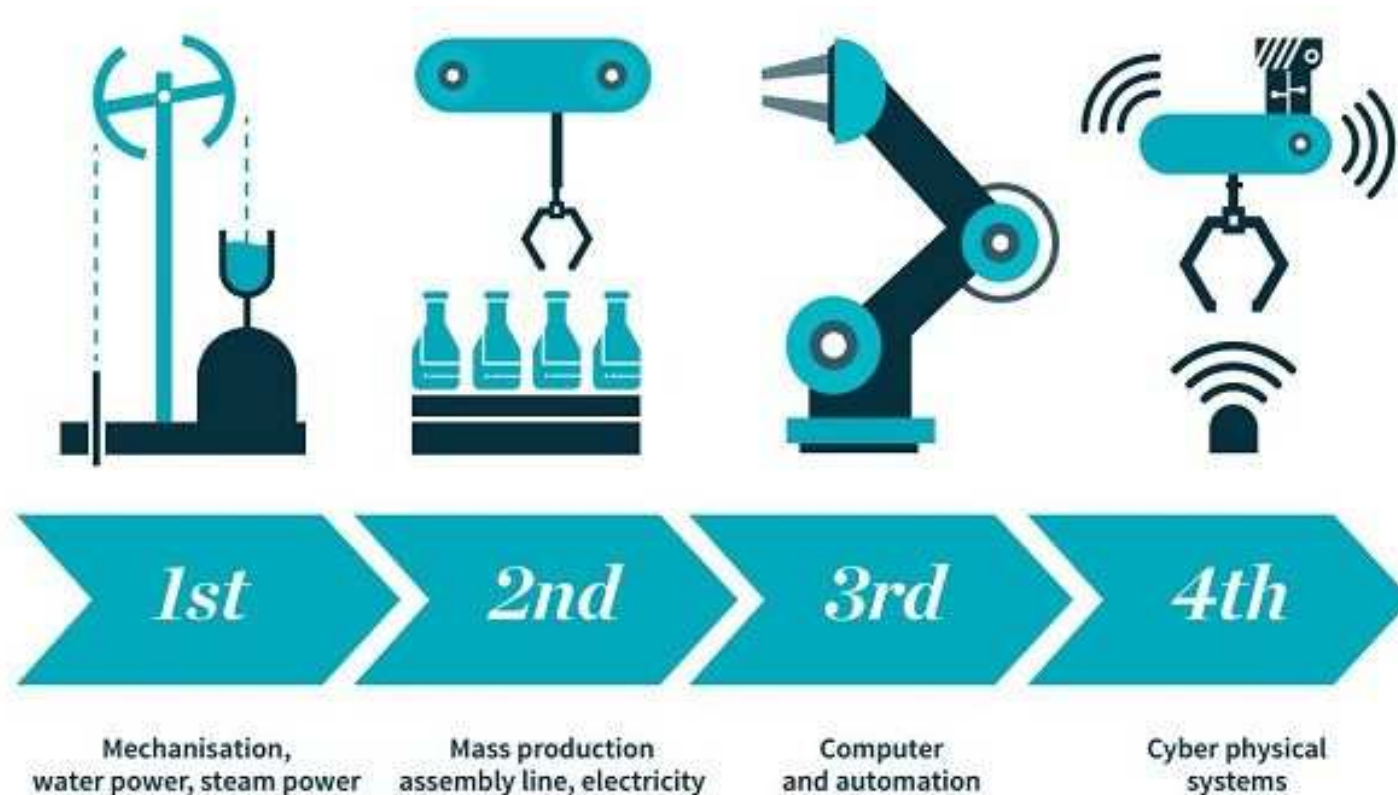 1st
2nd
3rd
4th
Mechanisation,
water power, steam power
Mass production
assembly line, electricity
Computer
and automation
Cyber physical
systems